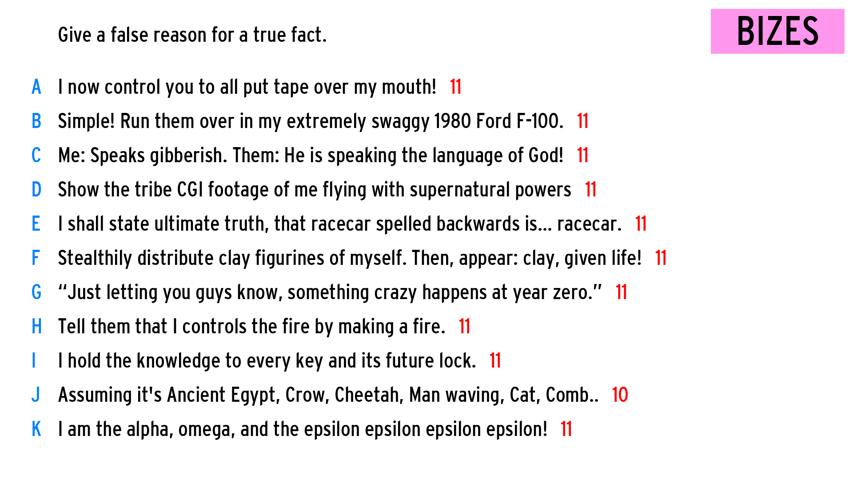 Give a false reason for a true fact.
BIZES
A I now control you to all put tape over my mouth! 11
B Simple! Run them over in my extremely swaggy 1980 Ford F-100. 11
C Me: Speaks gibberish. Them: He is speaking the language of God! 11
D Show the tribe CGI footage of me flying with supernatural powers 11
E I shall state ultimate truth, that racecar spelled backwards is... racecar. 11
F Stealthily distribute clay figurines of myself. Then, appear: clay, given life! 11
G “Just letting you guys know, something crazy happens at year zero.” 11
H Tell them that I controls the fire by making a fire. 11
I I hold the knowledge to every key and its future lock. 11
J Assuming it's Ancient Egypt, Crow, Cheetah, Man waving, Cat, Comb.. 10
K I am the alpha, omega, and the epsilon epsilon epsilon epsilon! 11